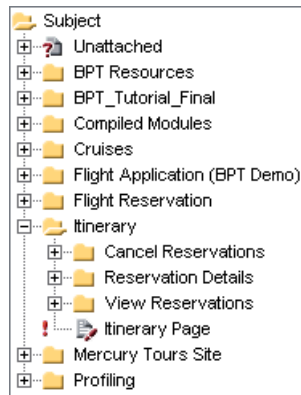 Subject
Unattached
BPT Resources
BPT_Tutorial_Final
Compiled Modules
Cruises
Flight Application (BPT Demo)
Flight Reservation
Itinerary
Cancel Reservations
Reservation Details
View Reservations
! Itinerary Page
Mercury Tours Site
Profiling